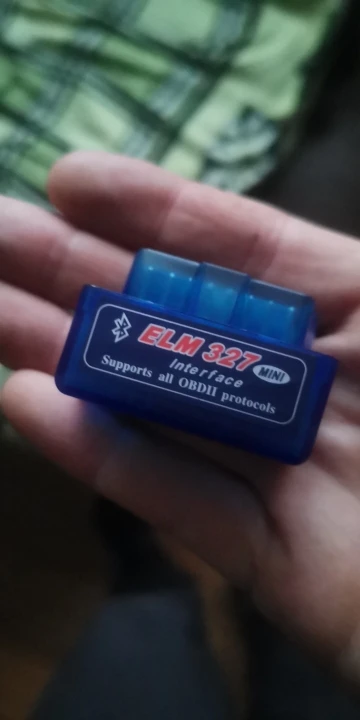 ELM 327
Interface MINI
Supports all OBDII protocols